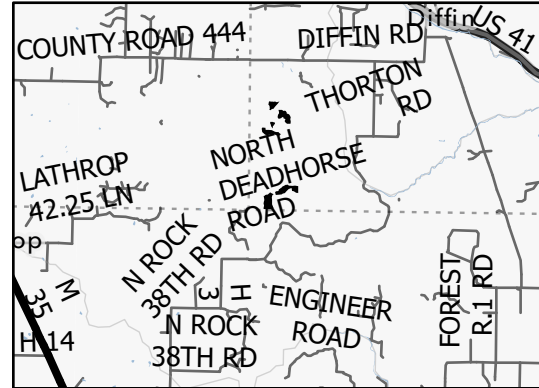 Diffin
US 41
COUNTY ROAD 444
DIFFIN RD
THORTON
RD
NORTH
DEADHORSE
ROAD
LATHROP
42.25 LN
op
N ROCK
38TH RD
M
35
H 14
3
H
ENGINEER
ROAD
N ROCK
38TH RD
FOREST
R.1 RD